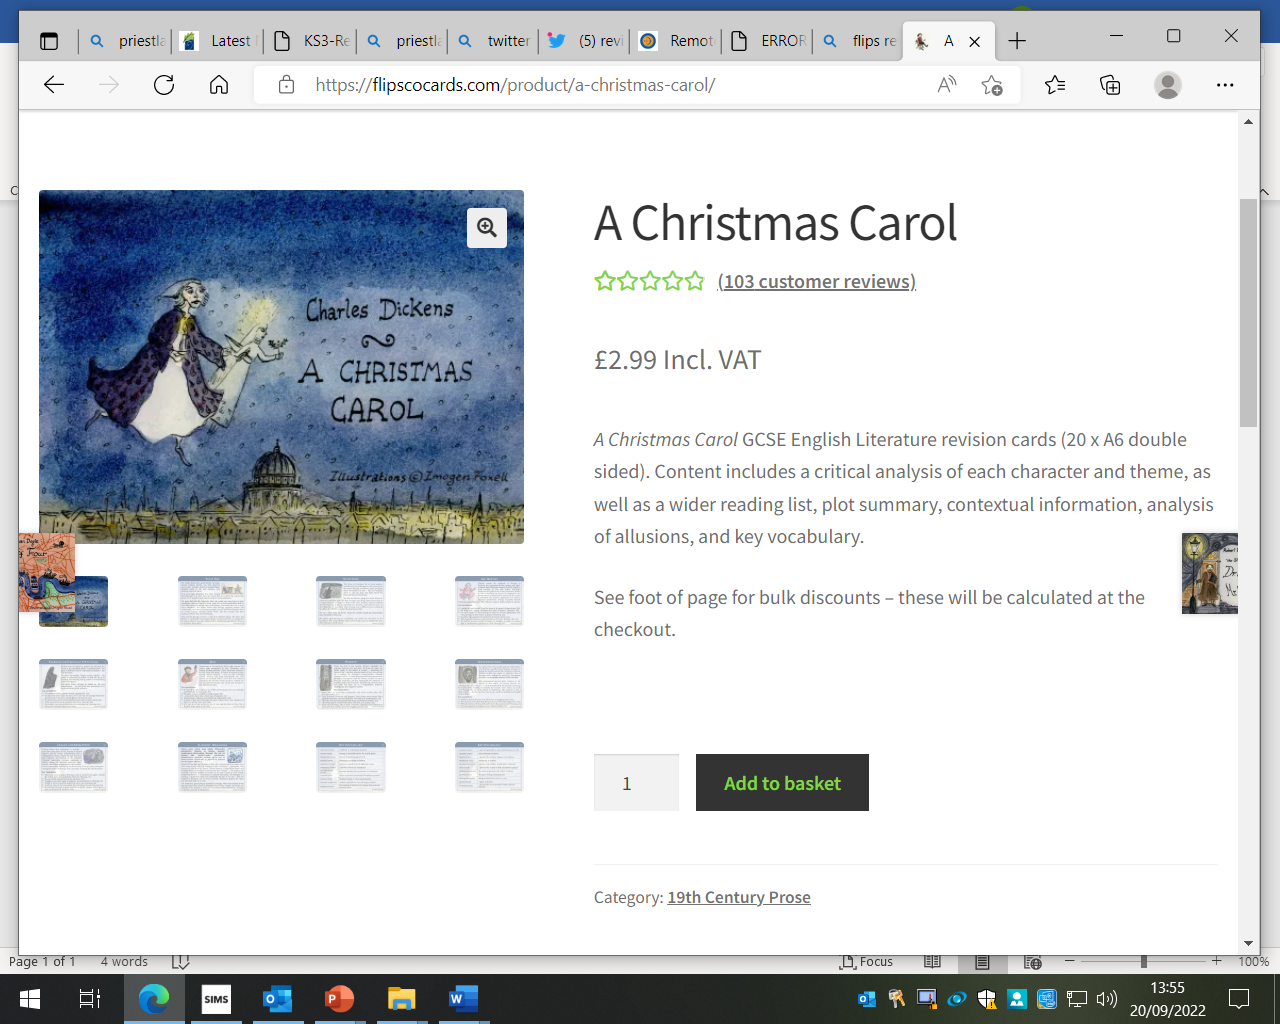 priestla
Latest
KS3-Re
priestla
twitter
(5) revi
Remot
ERROR
flips re
A
https://flipscocards.com/product/a-christmas-carol/
Charles Dickens
A CHRISTMAS
CAROL
Illustrations © Imogen Foxell
A Christmas Carol
(103 customer reviews)
£2.99 Incl. VAT
A Christmas Carol GCSE English Literature revision cards (20 x A6 double
sided). Content includes a critical analysis of each character and theme, as
well as a wider reading list, plot summary, contextual information, analysis
of allusions, and key vocabulary.
See foot of page for bulk discounts – these will be calculated at the
checkout.
1
Add to basket
Category: 19th Century Prose
Page 1 of 1 4 words
Focus
100%
SIMS
13:55
20/09/2022